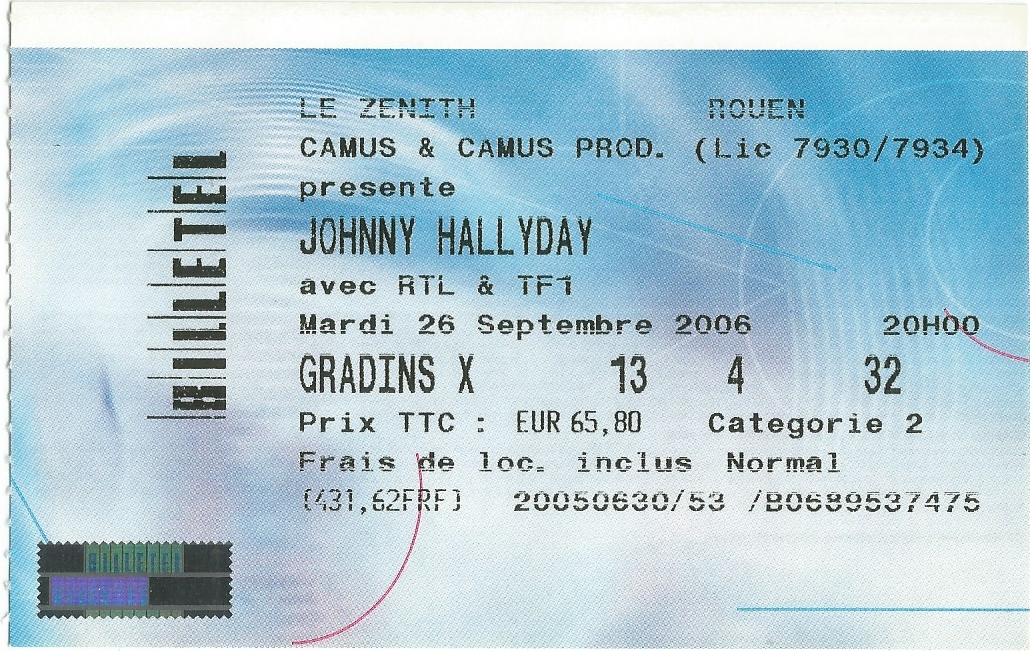 LE ZENITH ROUEN
CAMUS & CAMUS PROD. (Lic 7930/7934)
presente
JOHNNY HALLYDAY
avec RTL & TF1
Mardi 26 Septembre 2006 20H00
GRADINS X 13 4 32
Prix TTC : EUR 65,80 Categorie 2
Frais de loc. inclus Normal
(431,62FRF) 20050630/53 /B0689537475
BILLETEL